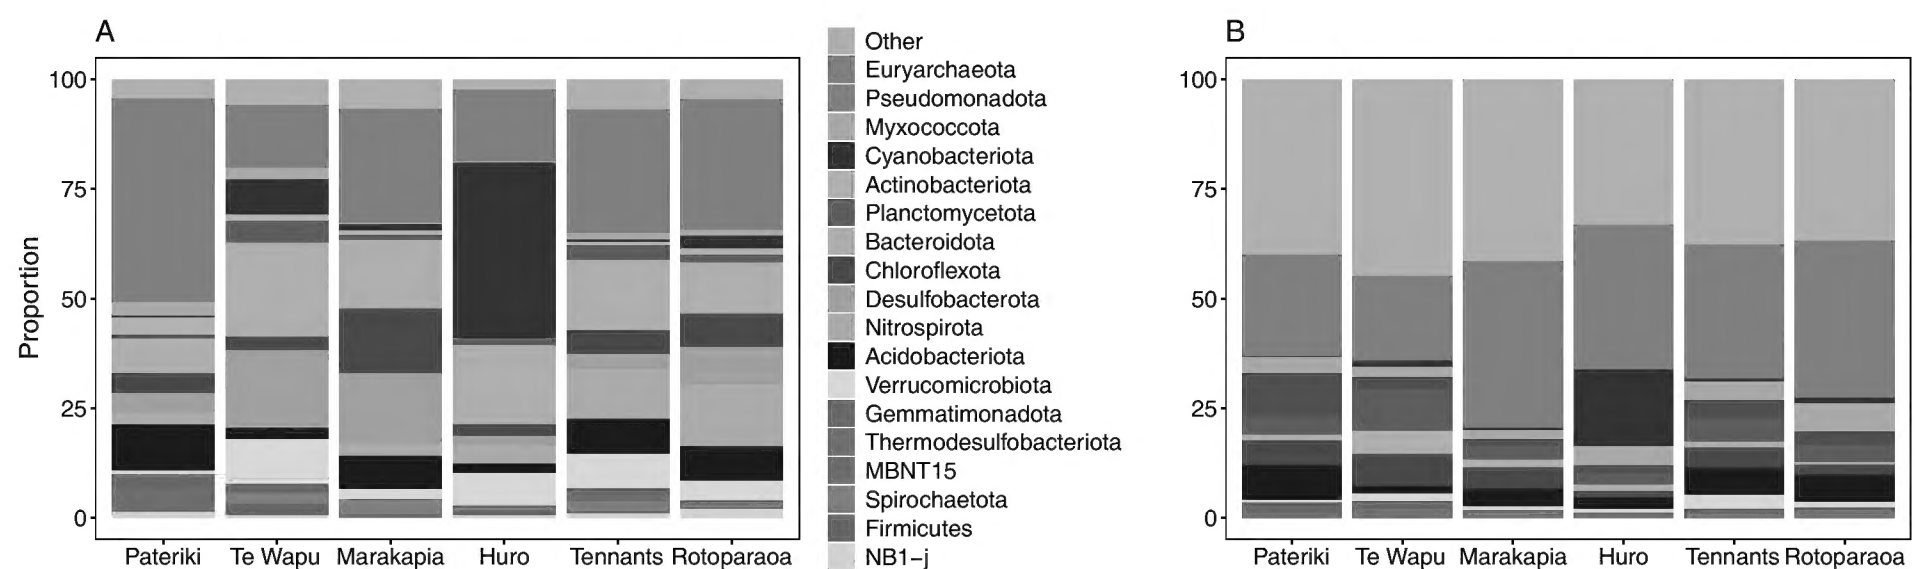 A
Proportion
100
75
50
25
0
Pateriki Te Wapu Marakapia Huro Tennants Rotoparaoa
Other
Euryarchaeota
Pseudomonadota
Myxococcota
Cyanobacteriota
Actinobacteriota
Planctomycetota
Bacteroidota
Chloroflexota
Desulfobacterota
Nitrospirota
Acidobacteriota
Verrucomicrobiota
Gemmatimonadota
Thermodesulfobacteriota
MBNT15
Spirochaetota
Firmicutes
NB1-j
B
100
75
50
25
0
Pateriki Te Wapu Marakapia Huro Tennants Rotoparaoa